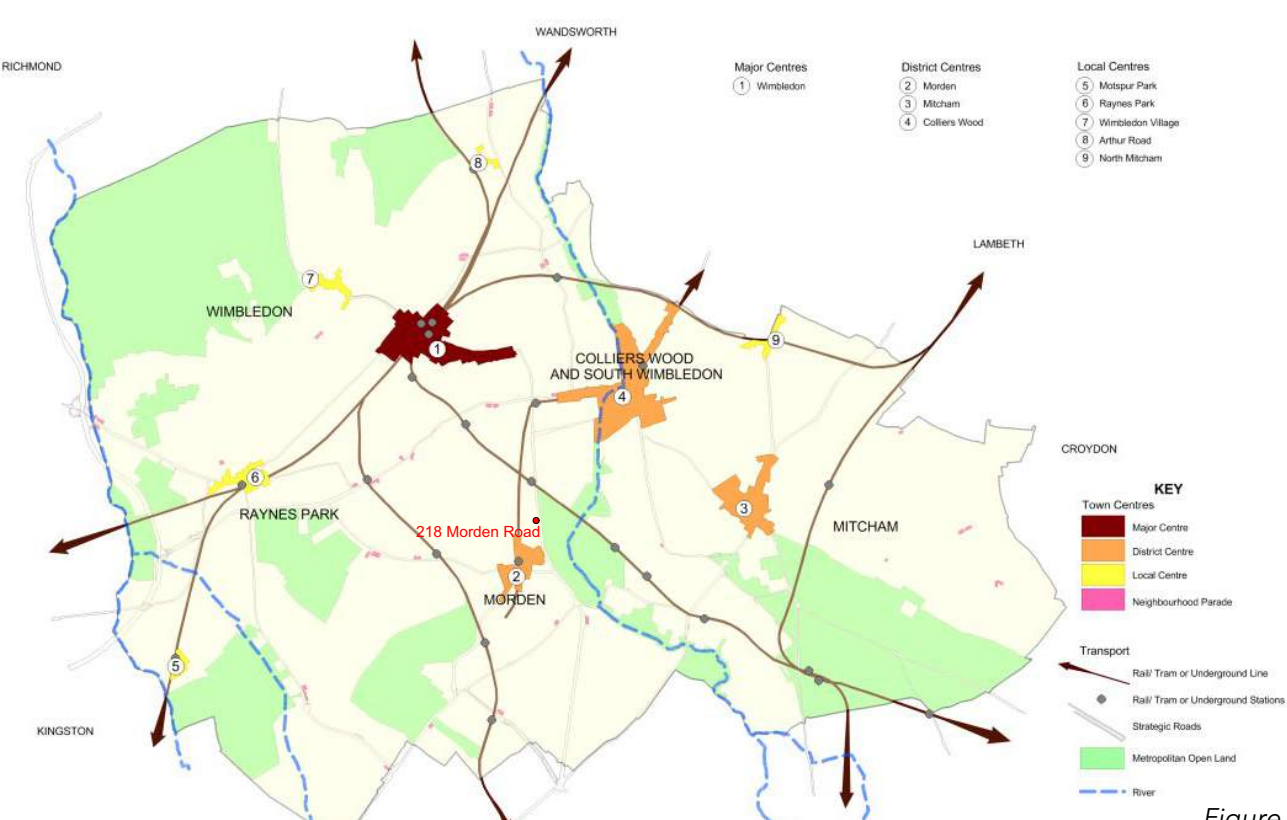 WANDSWORTH
RICHMOND
Major Centres
1 Wimbledon
District Centres
2 Morden
3 Mitcham
4 Colliers Wood
Local Centres
5 Motspur Park
6 Raynes Park
7 Wimbledon Village
8 Arthur Road
9 North Mitcham
8
LAMBETH
7
WIMBLEDON
1
9
COLLIERS WOOD
AND SOUTH WIMBLEDON
4
CROYDON
6
RAYNES PARK
3
MITCHAM
218 Morden Road
2
MORDEN
5
KINGSTON
KEY
Town Centres
Major Centre
District Centre
Local Centre
Neighbourhood Parade
Transport
Rail/ Tram or Underground Line
Rail/ Tram or Underground Stations
Strategic Roads
Metropolitan Open Land
River
Figure